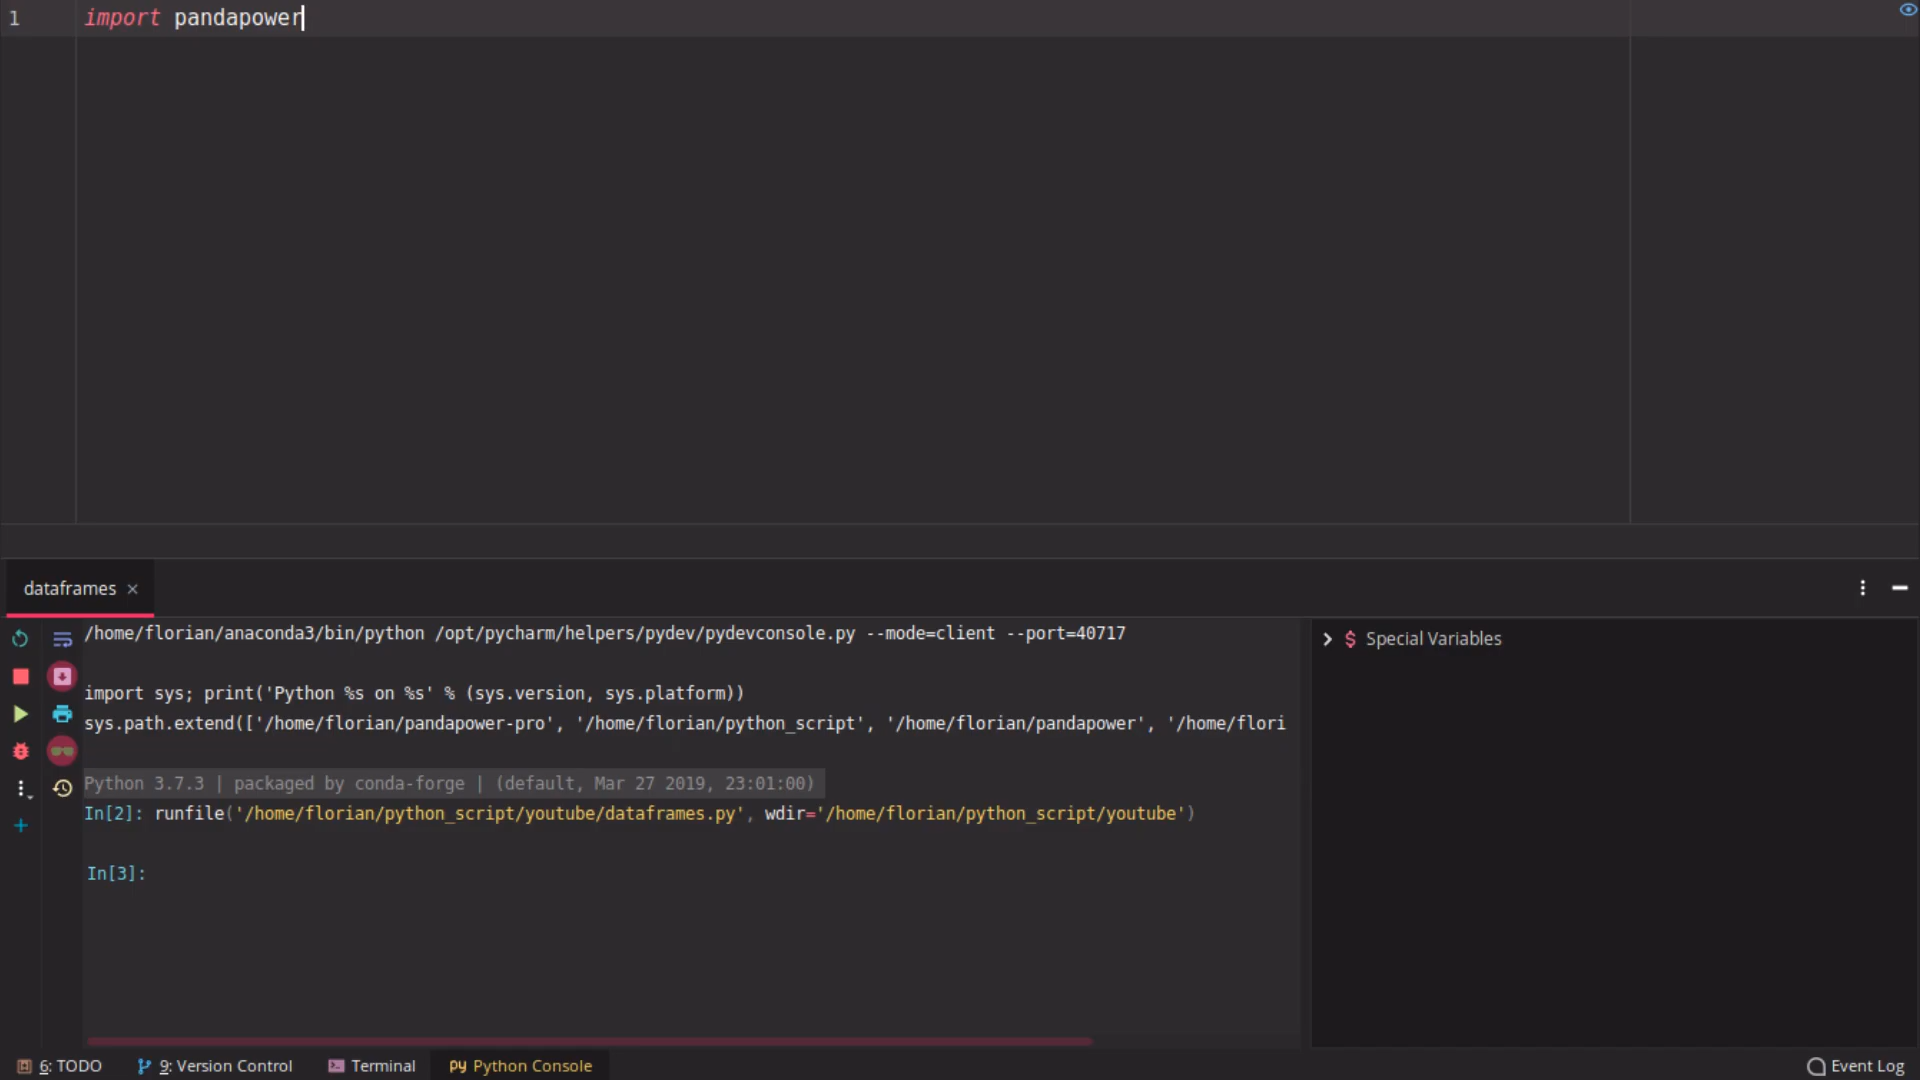 1 import pandapower
dataframes
/home/florian/anaconda3/bin/python /opt/pycharm/helpers/pydev/pydevconsole.py --mode=client --port=40717
import sys; print('Python %s on %s' % (sys.version, sys.platform))
sys.path.extend(['/home/florian/pandapower-pro', '/home/florian/python_script', '/home/florian/pandapower', '/home/flori
Python 3.7.3 | packaged by conda-forge | (default, Mar 27 2019, 23:01:00)
In[2]: runfile('/home/florian/python_script/youtube/dataframes.py', wdir='/home/florian/python_script/youtube')
In[3]:
Special Variables
6: TODO 9: Version Control Terminal Python Console Event Log